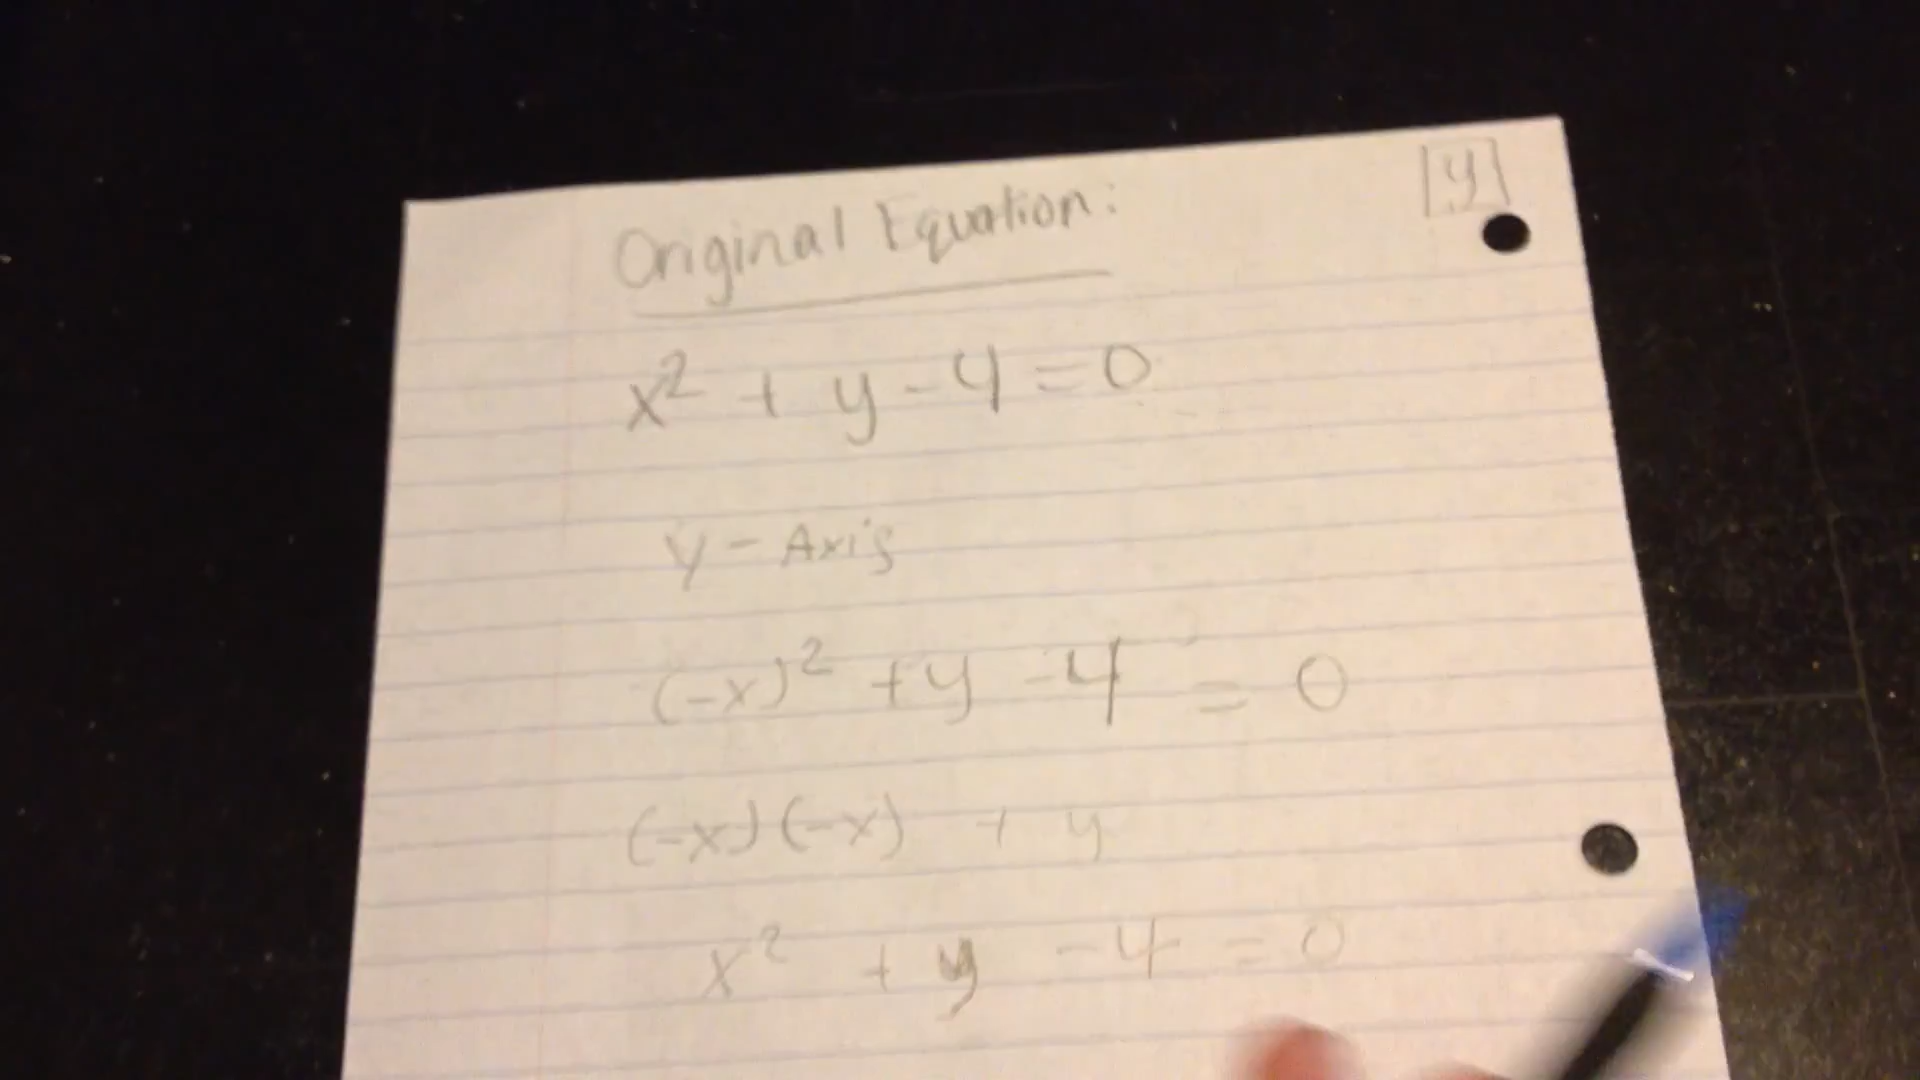 y
Original Equation:
x² + y - 4 = 0
y - Axis
(-x)² + y - 4 = 0
(-x)(-x) + y
x² + y - 4 = 0